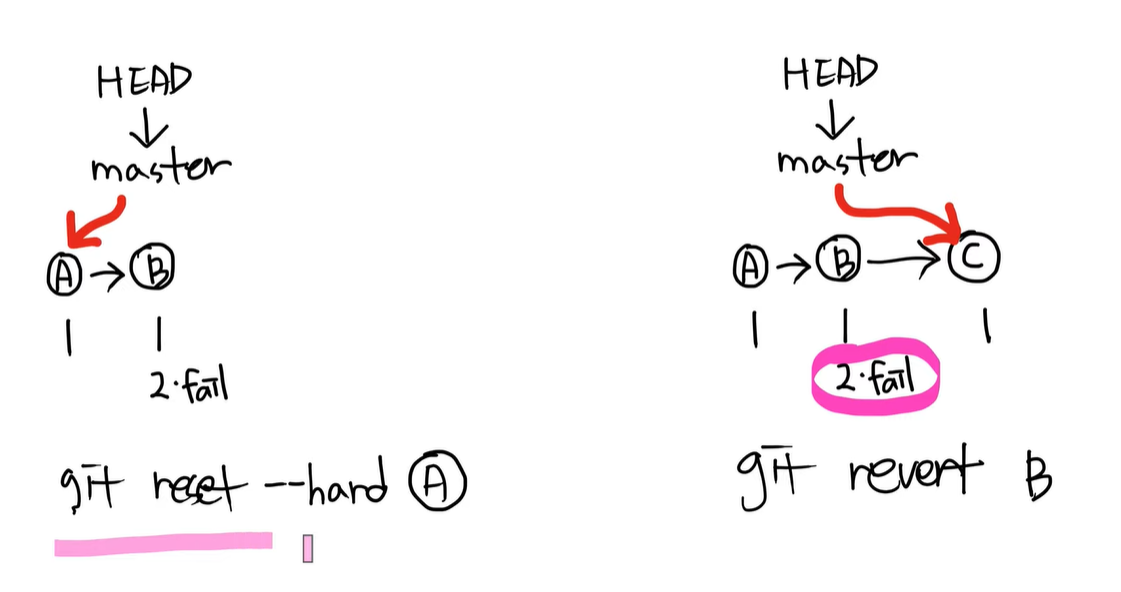 HEAD
master
A → B
1 1
2·fail
git reset --hard A
HEAD
master
A → B → C
1 1 1
2·fail
git revert B